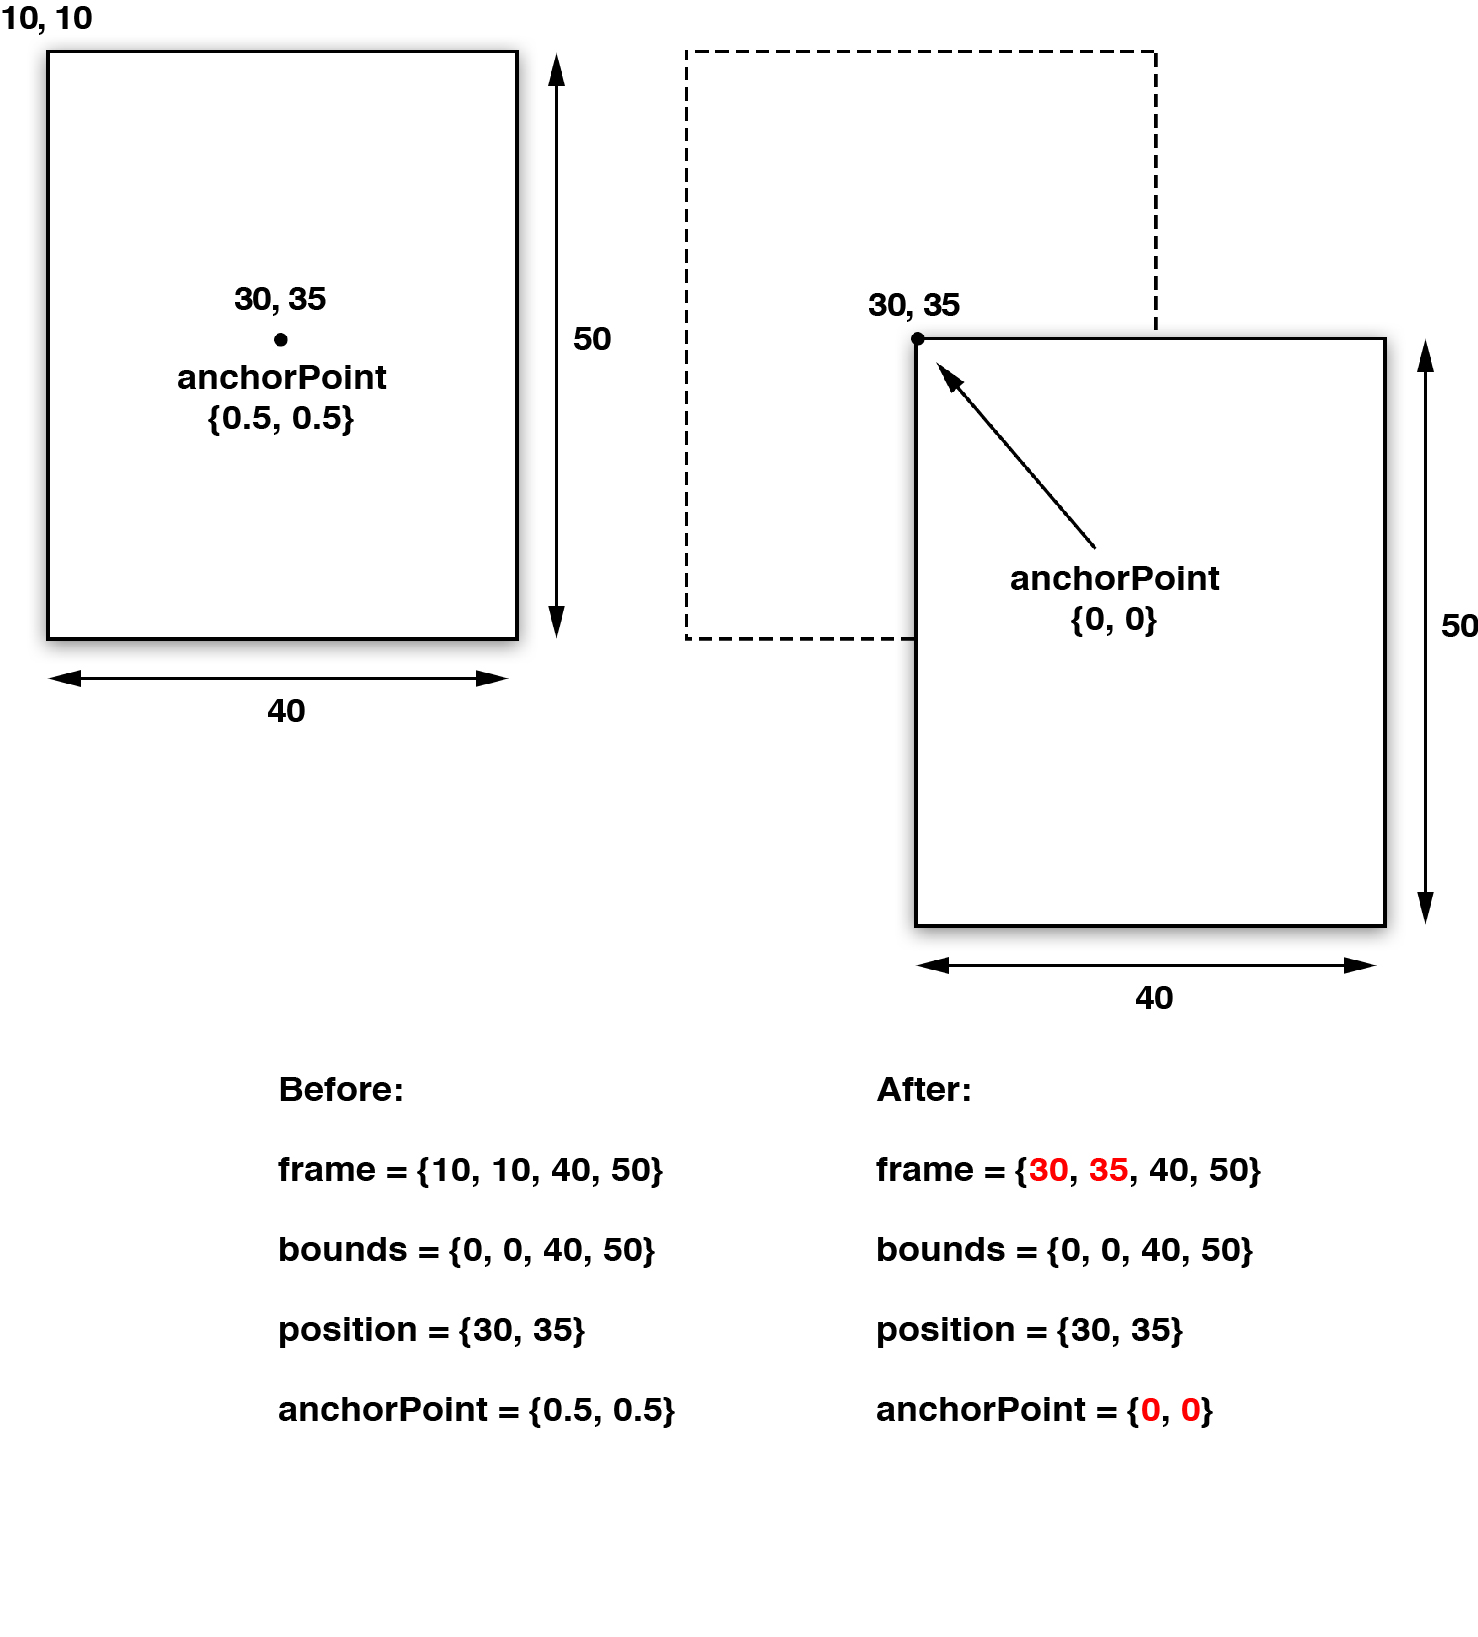 10, 10
30, 35
anchorPoint
{0.5, 0.5}
50
40
30, 35
anchorPoint
{0, 0}
50
40
Before:
frame = {10, 10, 40, 50}
bounds = {0, 0, 40, 50}
position = {30, 35}
anchorPoint = {0.5, 0.5}
After:
frame = {30, 35, 40, 50}
bounds = {0, 0, 40, 50}
position = {30, 35}
anchorPoint = {0, 0}